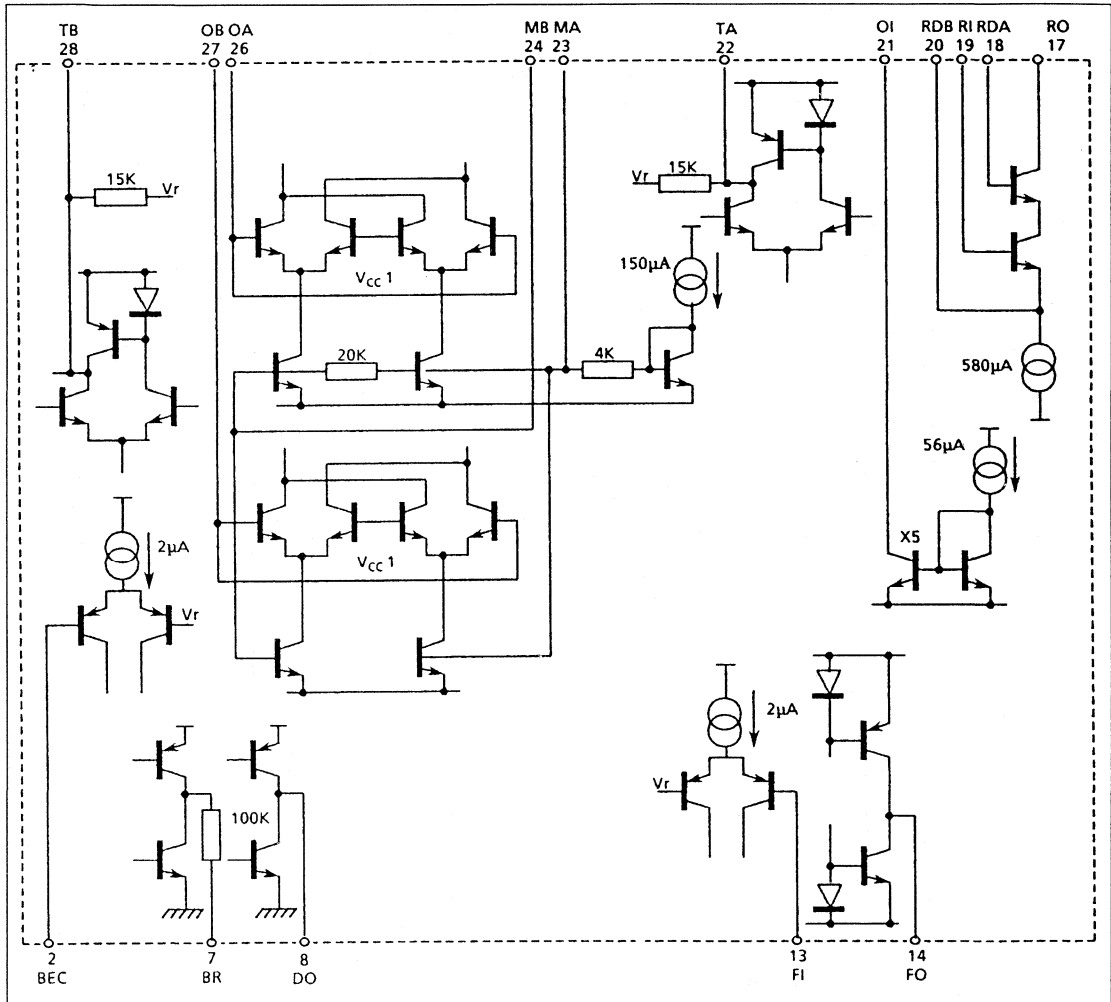 TB OB OA MB MA TA OI RDB RI RDA RO
28 27 26 24 23 22 21 20 19 18 17
15K Vr
Vr 15K
VCC 1
150μA
20K
4K
580μA
56μA
2μA
VCC 1
X5
Vr
2μA
Vr
100K
2 7 8 13 14
BEC BR DO FI FO